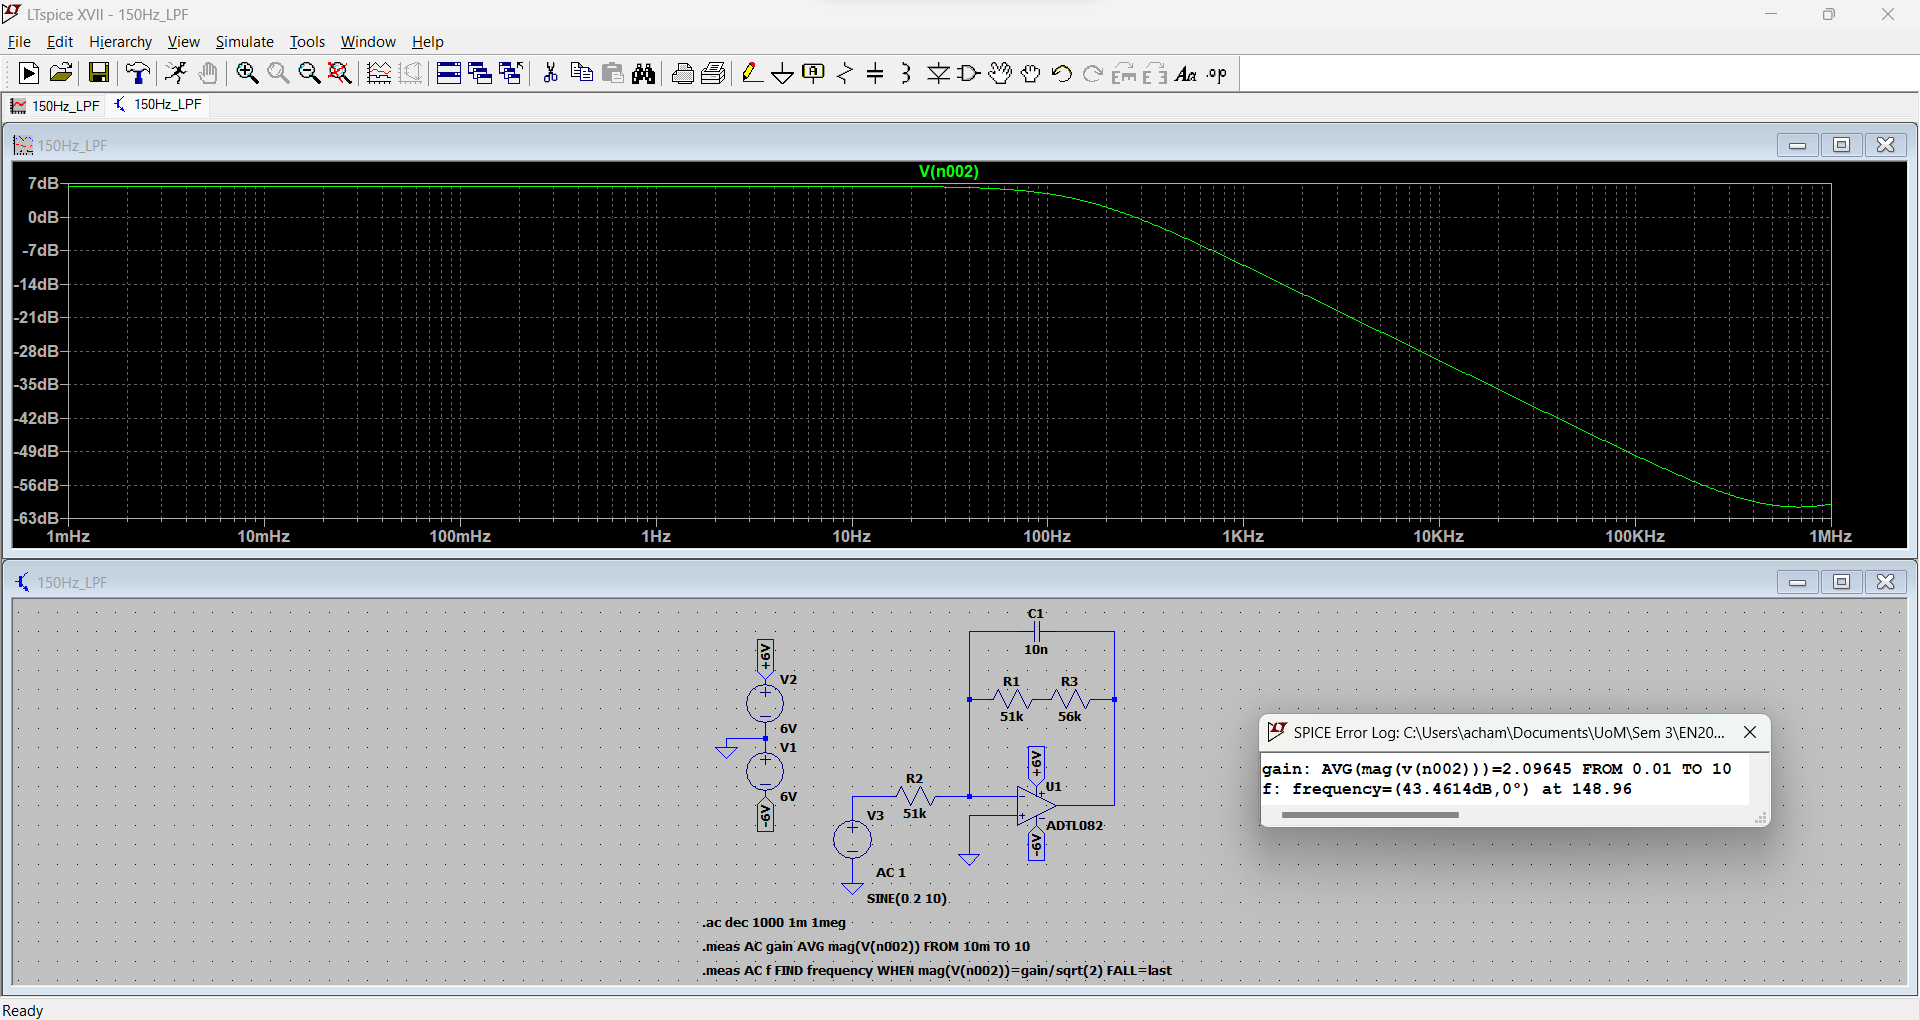 LTspice XVII - 150Hz_LPF
File Edit Hierarchy View Simulate Tools Window Help
A Aa .op
150Hz_LPF 150Hz_LPF
150Hz_LPF
V(n002)
7dB
0dB
-7dB
-14dB
-21dB
-28dB
-35dB
-42dB
-49dB
-56dB
-63dB
1mHz 10mHz 100mHz 1Hz 10Hz 100Hz 1KHz 10KHz 100KHz 1MHz
150Hz_LPF
C1
10n
R1 R3
51k 56k
+6V
V2
6V
V1
6V
-6V
R2
51k
V3
AC 1
SINE(0 2 10)
+6V
U1
ADTL082
-6V
.ac dec 1000 1m 1meg
.meas AC gain AVG mag(V(n002)) FROM 10m TO 10
.meas AC f FIND frequency WHEN mag(V(n002))=gain/sqrt(2) FALL=last
SPICE Error Log: C:\Users\acham\Documents\UoM\Sem 3\EN20...
gain: AVG(mag(v(n002)))=2.09645 FROM 0.01 TO 10
f: frequency=(43.4614dB,0°) at 148.96
Ready